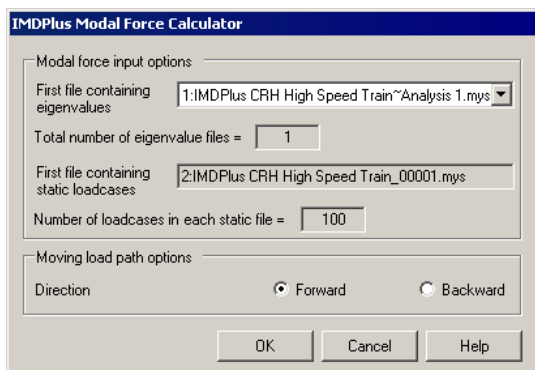 IMDPlus Modal Force Calculator
Modal force input options
First file containing
eigenvalues
1:IMDPlus CRH High Speed Train~Analysis 1.mys
Total number of eigenvalue files =
1
First file containing
static loadcases
2:IMDPlus CRH High Speed Train_00001.mys
Number of loadcases in each static file =
100
Moving load path options
Direction
Forward
Backward
OK
Cancel
Help